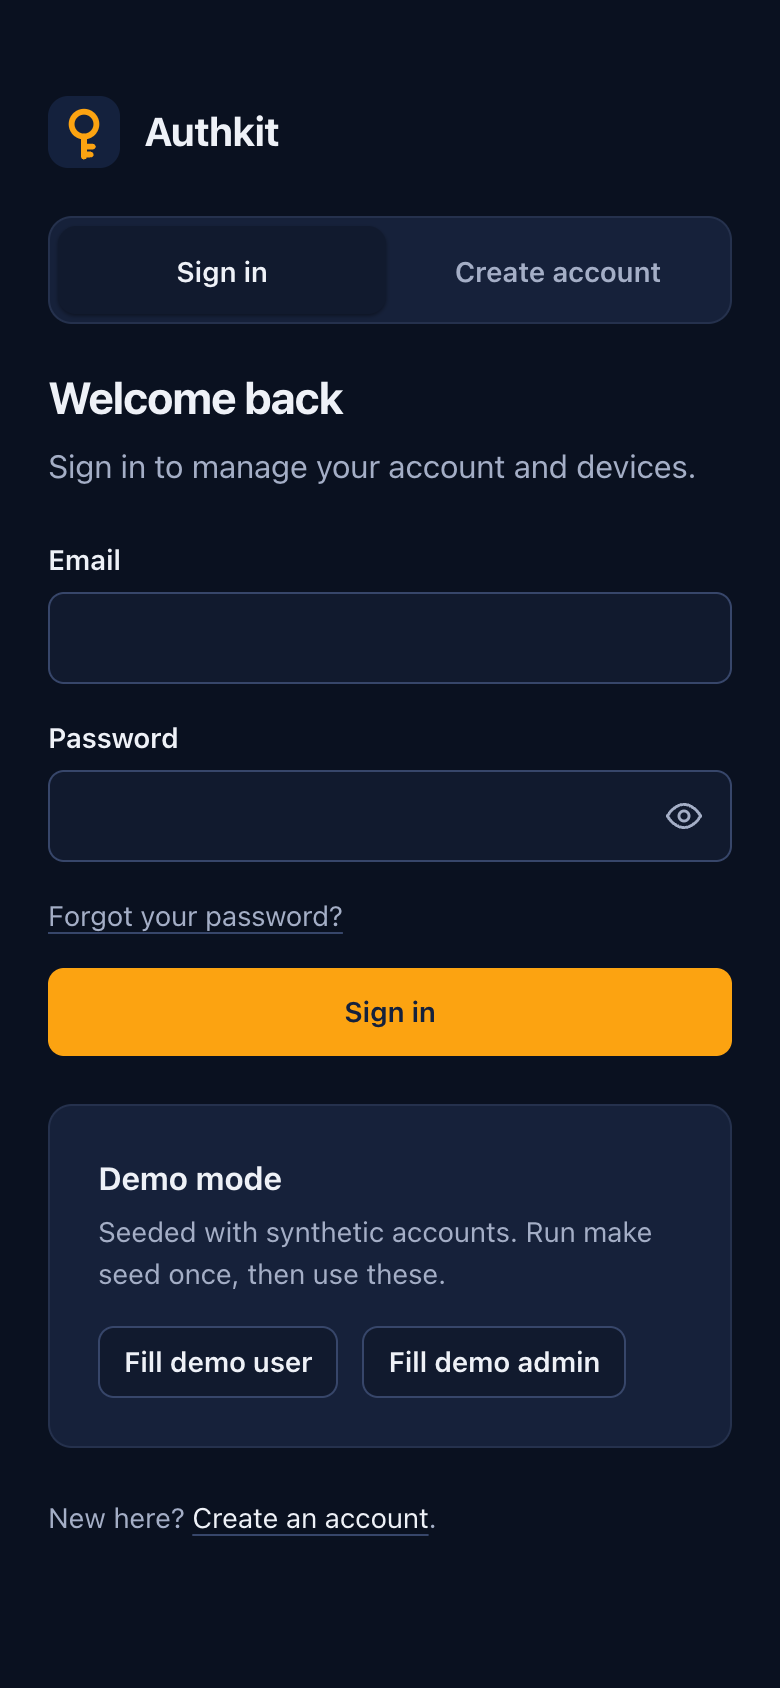 Authkit
Sign in
Create account
Welcome back
Sign in to manage your account and devices.
Email
Password
Forgot your password?
Sign in
Demo mode
Seeded with synthetic accounts. Run make
seed once, then use these.
Fill demo user
Fill demo admin
New here? Create an account.